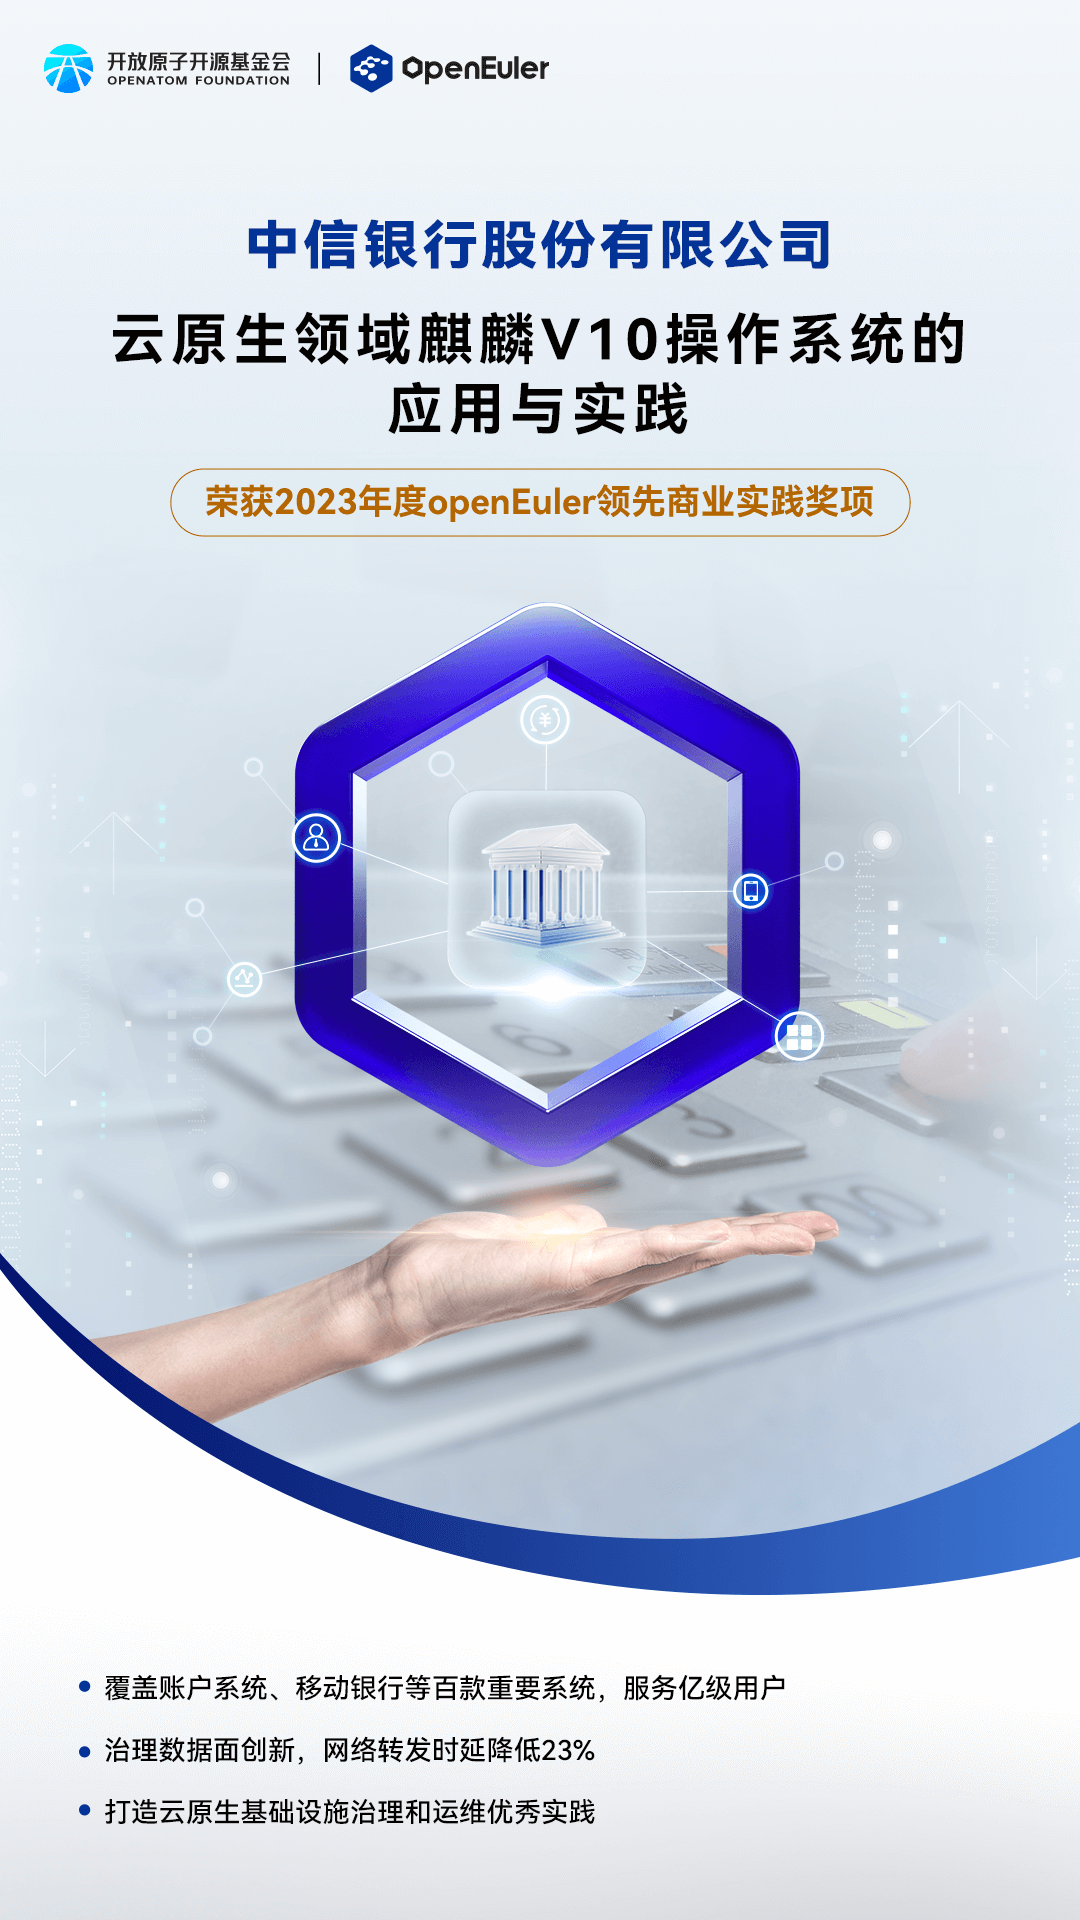 开放原子开源基金会
OPENATOM FOUNDATION
OpenEuler
中信银行股份有限公司
云原生领域麒麟V10操作系统的
应用与实践
荣获2023年度openEuler领先商业实践奖项
¥
6
3
00
覆盖账户系统、移动银行等百款重要系统，服务亿级用户
治理数据面创新，网络转发时延降低23%
打造云原生基础设施治理和运维优秀实践